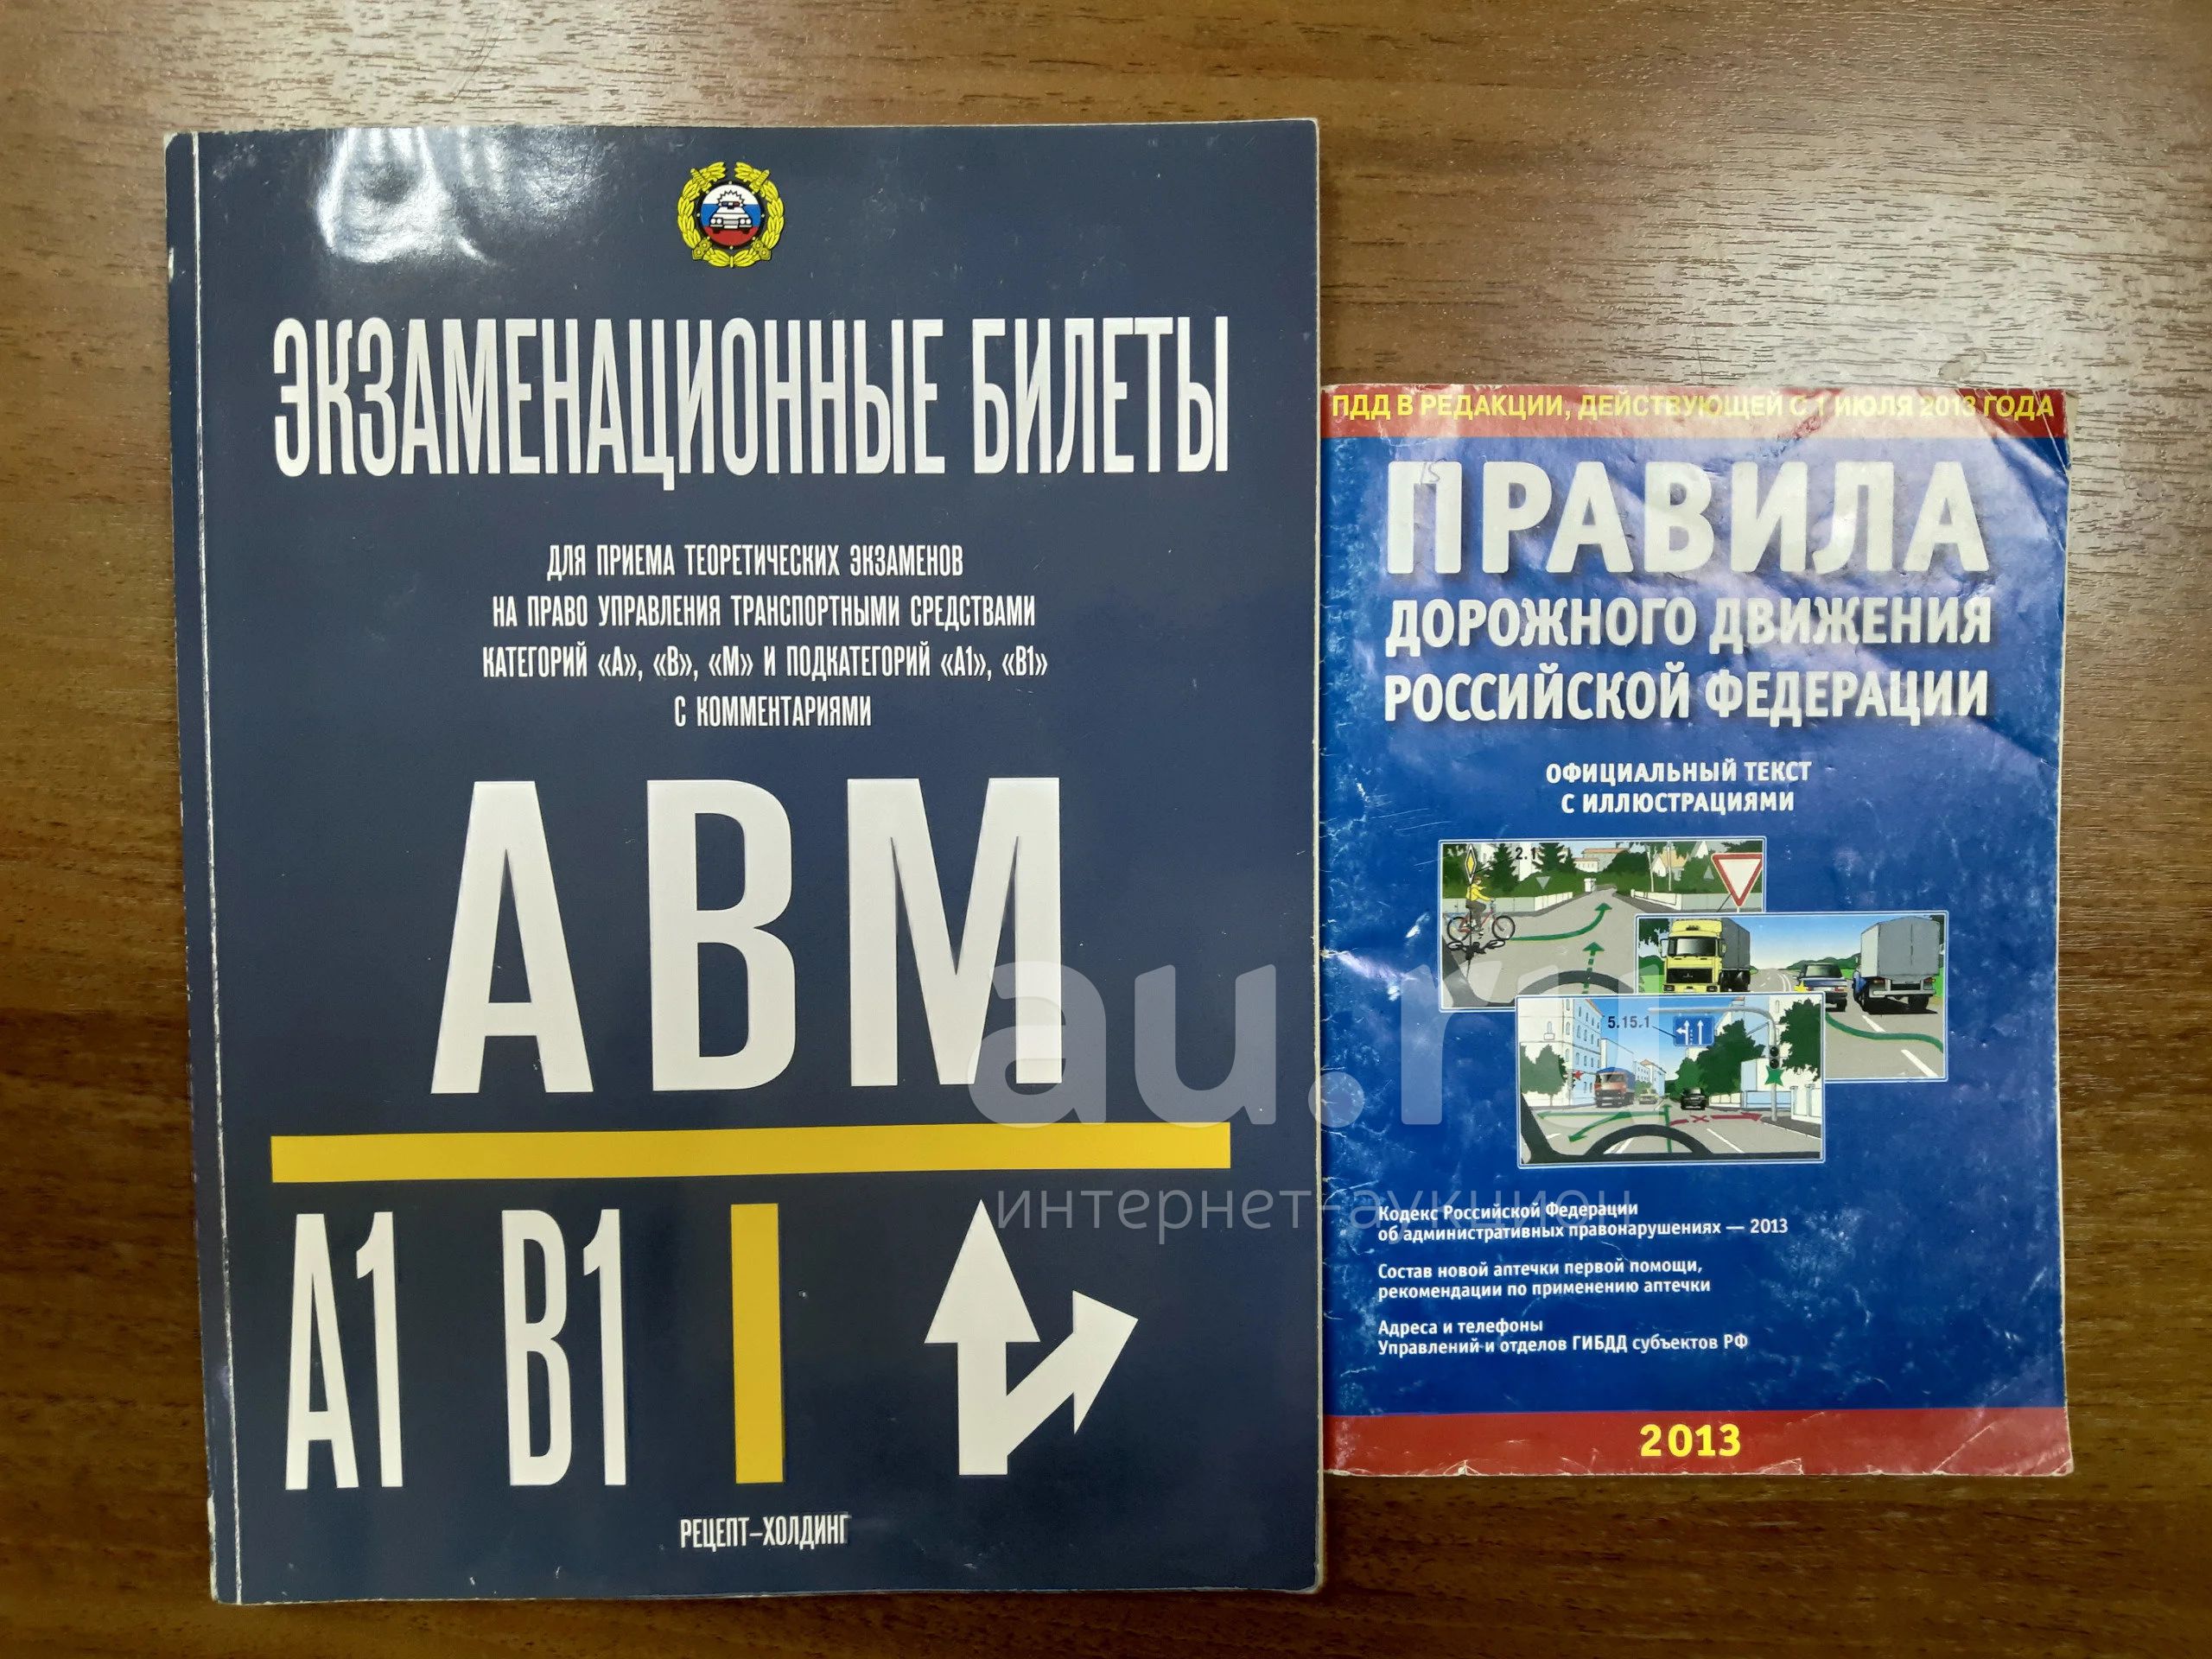 ЭКЗАМЕНАЦИОННЫЕ БИЛЕТЫ
ДЛЯ ПРИЕМА ТЕОРЕТИЧЕСКИХ ЭКЗАМЕНОВ
НА ПРАВО УПРАВЛЕНИЯ ТРАНСПОРТНЫМИ СРЕДСТВАМИ
КАТЕГОРИЙ «А», «В», «М» И ПОДКАТЕГОРИЙ «А1», «В1»
С КОММЕНТАРИЯМИ
А В М
А1 В1
РЕЦЕПТ-ХОЛДИНГ
ПДД В РЕДАКЦИИ, ДЕЙСТВУЮЩЕЙ С 1 ИЮЛЯ 2013 ГОДА
ПРАВИЛА
ДОРОЖНОГО ДВИЖЕНИЯ
РОССИЙСКОЙ ФЕДЕРАЦИИ
ОФИЦИАЛЬНЫЙ ТЕКСТ
С ИЛЛЮСТРАЦИЯМИ
2.1
5.15.1
Кодекс Российской Федерации
об административных правонарушениях — 2013
Состав новой аптечки первой помощи,
рекомендации по применению аптечки
Адреса и телефоны
Управлений и отделов ГИБДД субъектов РФ
2013
au.ru
интернет-аукцион